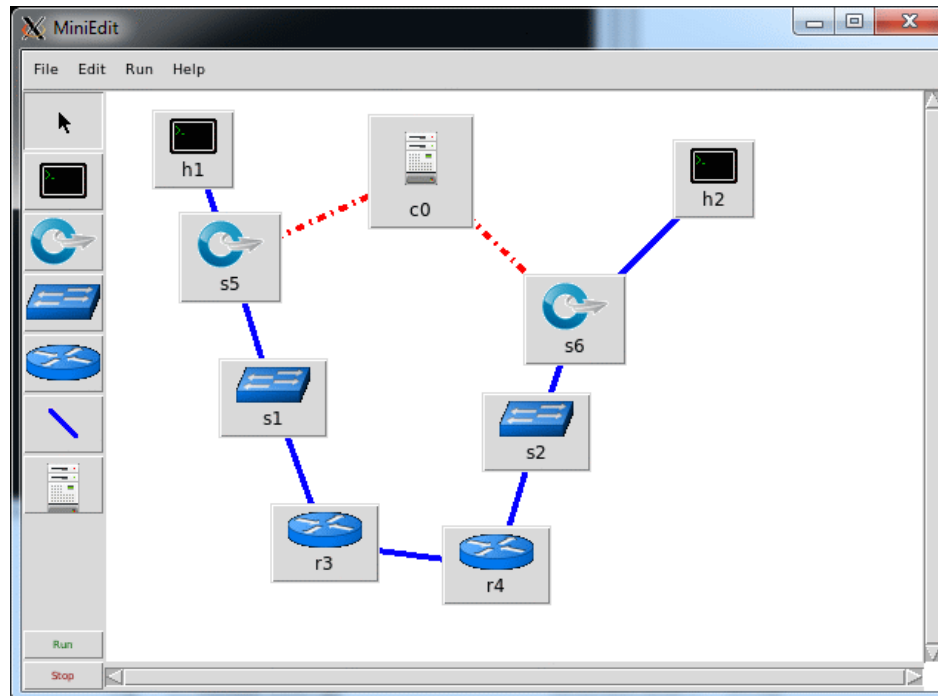 MiniEdit
File Edit Run Help
h1
c0
h2
s5
s6
s1
s2
r3
r4
Run
Stop